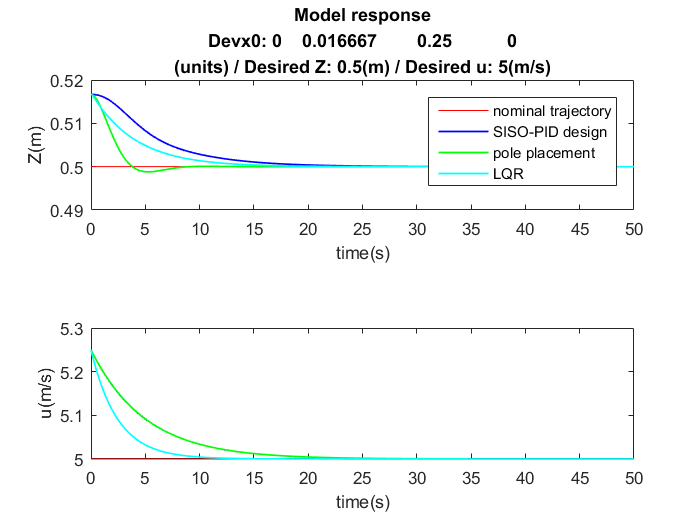 Model response
Devx0: 0 0.016667 0.25 0
(units) / Desired Z: 0.5(m) / Desired u: 5(m/s)
0.52
0.51
0.5
0.49
Z(m)
nominal trajectory
SISO-PID design
pole placement
LQR
0 5 10 15 20 25 30 35 40 45 50
time(s)
5.3
5.2
5.1
5
u(m/s)
0 5 10 15 20 25 30 35 40 45 50
time(s)